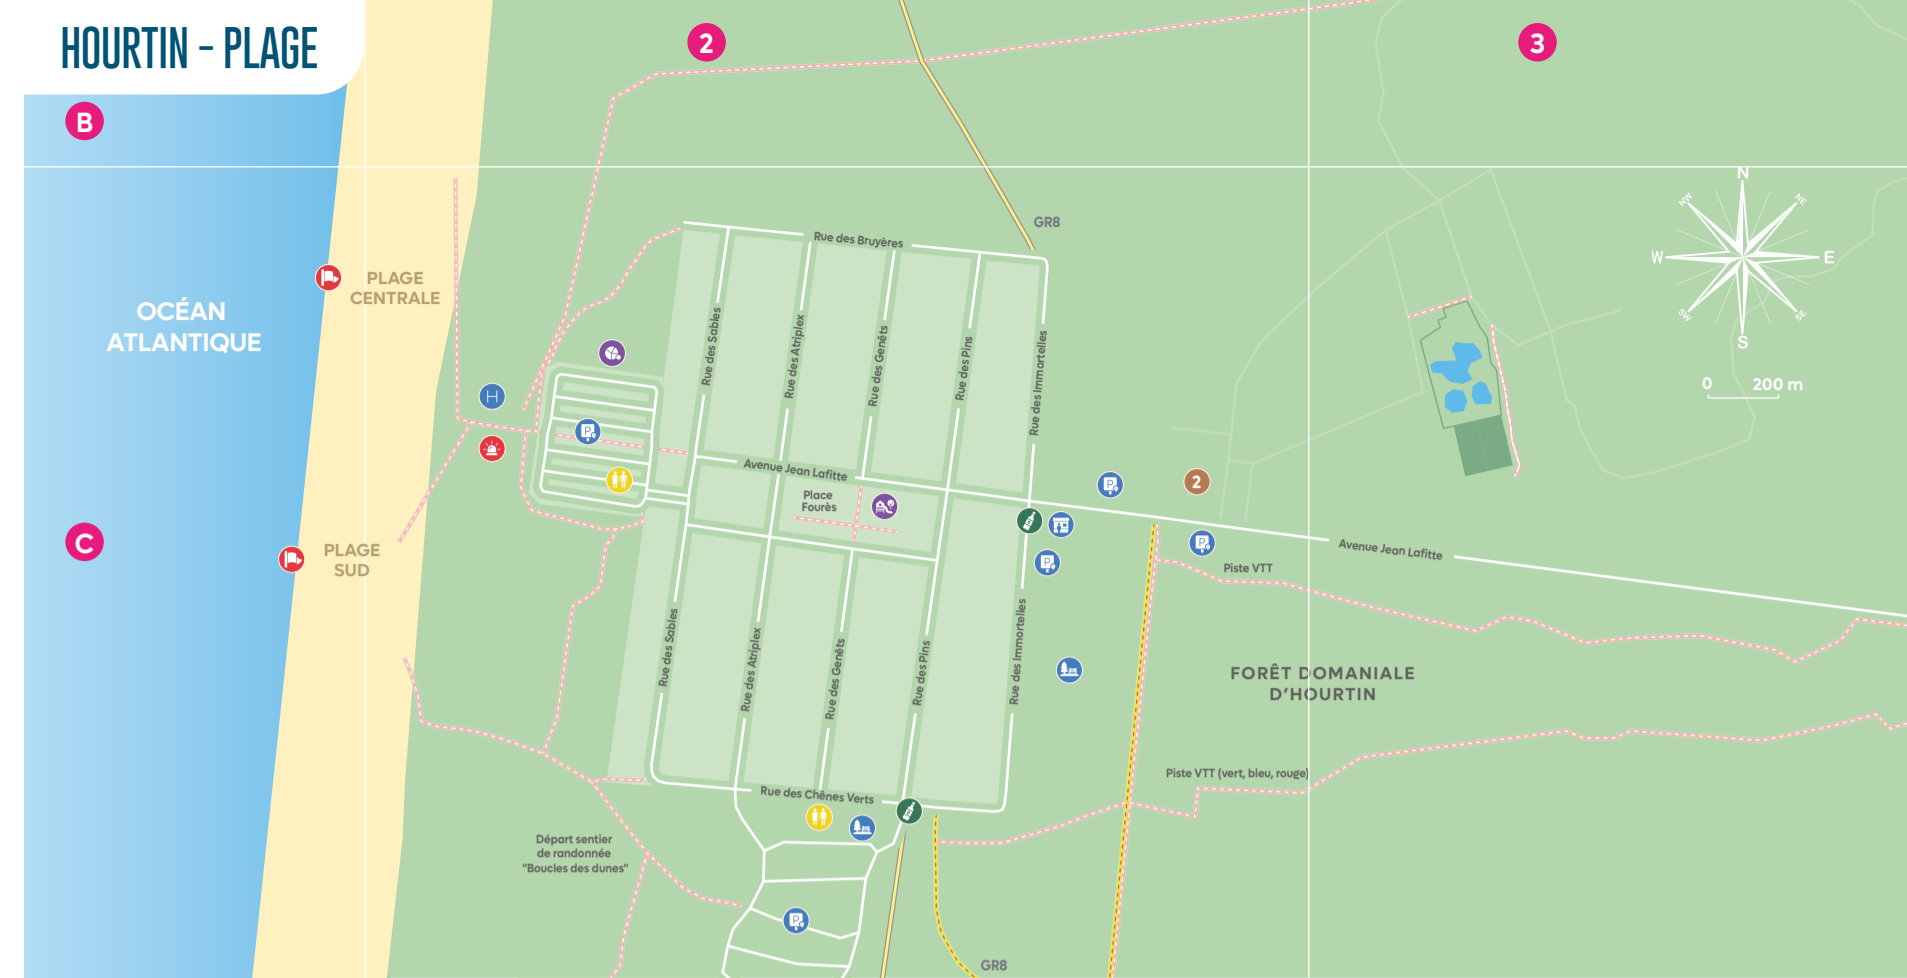 HOURTIN - PLAGE
2
3
B
N
NW
NE
W
E
SW
SE
S
0
200 m
GR8
Rue des Bruyères
PLAGE
CENTRALE
OCÉAN
ATLANTIQUE
Rue des Sables
Rue des Atriplex
Rue des Genêts
Rue des Pins
Rue des Immortelles
H
P
Avenue Jean Lafitte
Place
Fourès
P
2
C
PLAGE
SUD
P
P
Avenue Jean Lafitte
Piste VTT
Rue des Sables
Rue des Atriplex
Rue des Genêts
Rue des Pins
Rue des Immortelles
FORÊT DOMANIALE
D'HOURTIN
Piste VTT (vert, bleu, rouge)
Rue des Chênes Verts
Départ sentier
de randonnée
"Boucles des dunes"
P
GR8